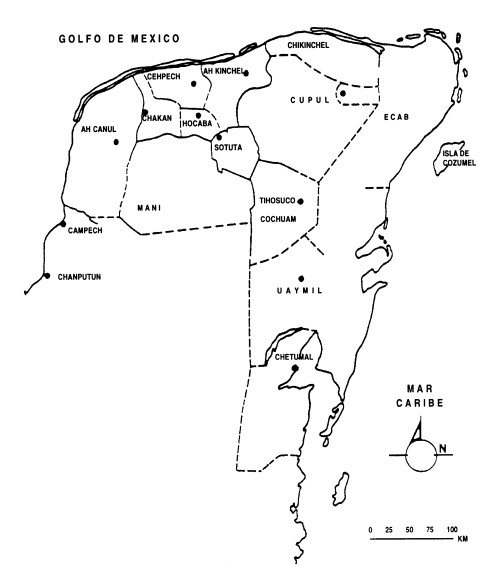 GOLFO DE MEXICO
CHIKINCHEL
AH KINCHEL
CEHPECH
CUPUL
ECAB
CHAKAN
HOCABA
AH CANUL
SOTUTA
ISLA DE
COZUMEL
MANI
TIHOSUCO
COCHUAM
CAMPECH
CHANPUTUN
UAYMIL
CHETUMAL
MAR
CARIBE
N
0 25 50 75 100
KM